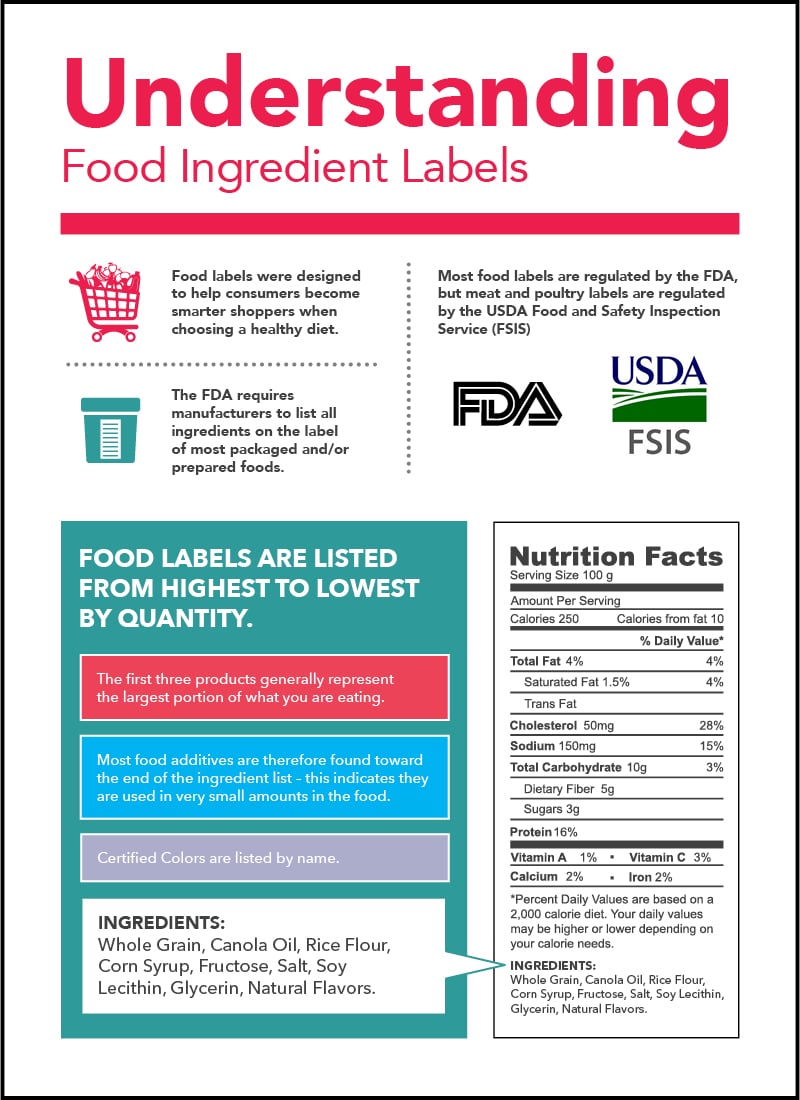 Understanding
Food Ingredient Labels
Food labels were designed
to help consumers become
smarter shoppers when
choosing a healthy diet.
The FDA requires
manufacturers to list all
ingredients on the label
of most packaged and/or
prepared foods.
Most food labels are regulated by the FDA,
but meat and poultry labels are regulated
by the USDA Food and Safety Inspection
Service (FSIS)
FDA
USDA
FSIS
FOOD LABELS ARE LISTED
FROM HIGHEST TO LOWEST
BY QUANTITY.
The first three products generally represent
the largest portion of what you are eating.
Most food additives are therefore found toward
the end of the ingredient list – this indicates they
are used in very small amounts in the food.
Certified Colors are listed by name.
INGREDIENTS:
Whole Grain, Canola Oil, Rice Flour,
Corn Syrup, Fructose, Salt, Soy
Lecithin, Glycerin, Natural Flavors.
Nutrition Facts
Serving Size 100 g
Amount Per Serving
Calories 250 Calories from fat 10
% Daily Value*
Total Fat 4% 4%
Saturated Fat 1.5% 4%
Trans Fat
Cholesterol 50mg 28%
Sodium 150mg 15%
Total Carbohydrate 10g 3%
Dietary Fiber 5g
Sugars 3g
Protein 16%
Vitamin A 1% ▪ Vitamin C 3%
Calcium 2% ▪ Iron 2%
*Percent Daily Values are based on a
2,000 calorie diet. Your daily values
may be higher or lower depending on
your calorie needs.
INGREDIENTS:
Whole Grain, Canola Oil, Rice Flour,
Corn Syrup, Fructose, Salt, Soy Lecithin,
Glycerin, Natural Flavors.